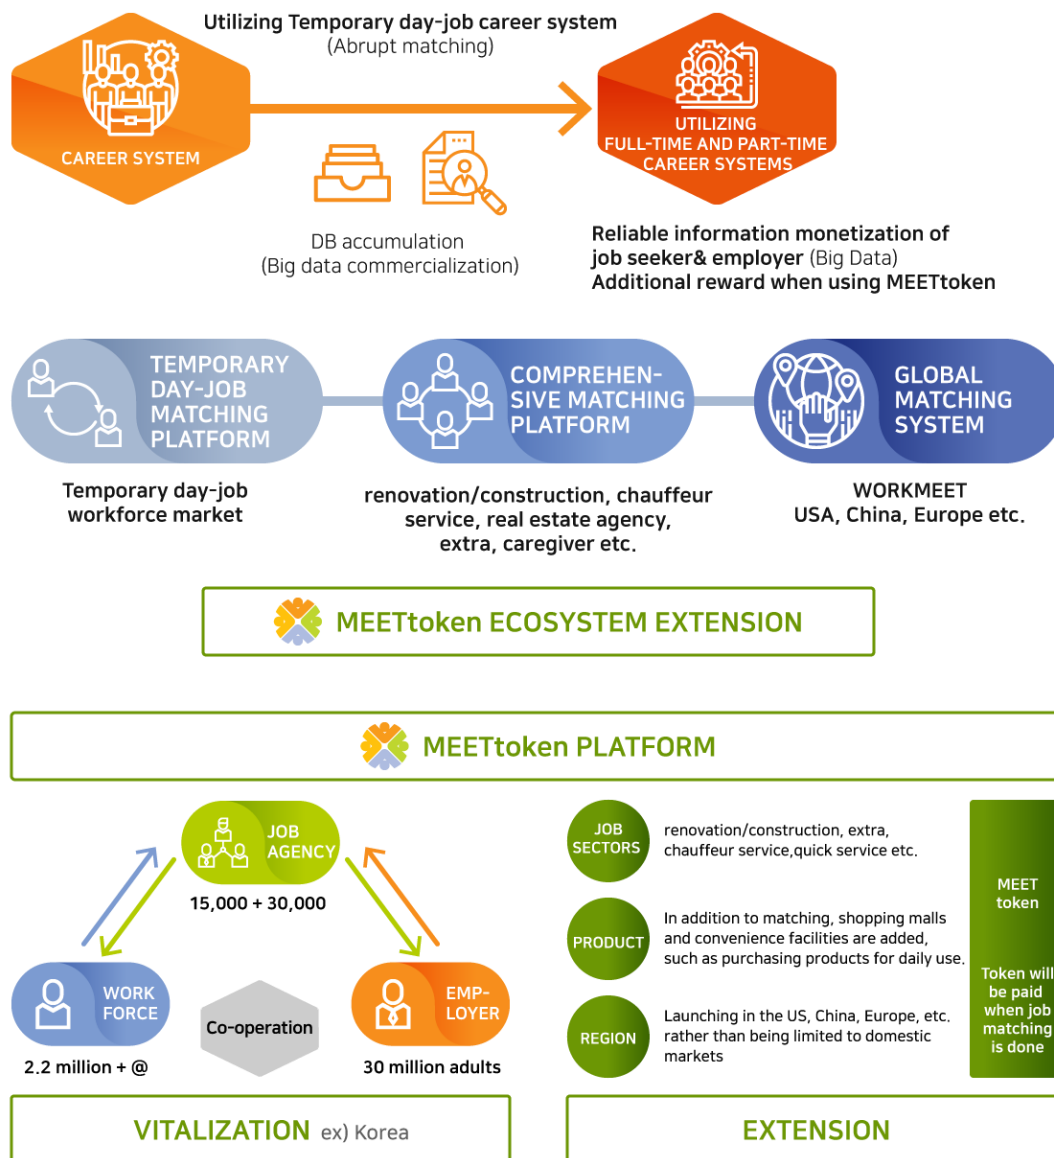 Utilizing Temporary day-job career system
(Abrupt matching)
CAREER SYSTEM
UTILIZING
FULL-TIME AND PART-TIME
CAREER SYSTEMS
DB accumulation
(Big data commercialization)
Reliable information monetization of
job seeker& employer (Big Data)
Additional reward when using MEETtoken
TEMPORARY
DAY-JOB
MATCHING
PLATFORM
Temporary day-job
workforce market
COMPREHEN-
SIVE MATCHING
PLATFORM
renovation/construction, chauffeur
service, real estate agency,
extra, caregiver etc.
GLOBAL
MATCHING
SYSTEM
WORKMEET
USA, China, Europe etc.
MEETtoken ECOSYSTEM EXTENSION
MEETtoken PLATFORM
JOB
AGENCY
15,000 + 30,000
WORK
FORCE
2.2 million + @
Co-operation
EMP-
LOYER
30 million adults
VITALIZATION ex) Korea
JOB
SECTORS
renovation/construction, extra,
chauffeur service,quick service etc.
PRODUCT
In addition to matching, shopping malls
and convenience facilities are added,
such as purchasing products for daily use.
REGION
Launching in the US, China, Europe, etc.
rather than being limited to domestic
markets
MEET
token
Token will
be paid
when job
matching
is done
EXTENSION